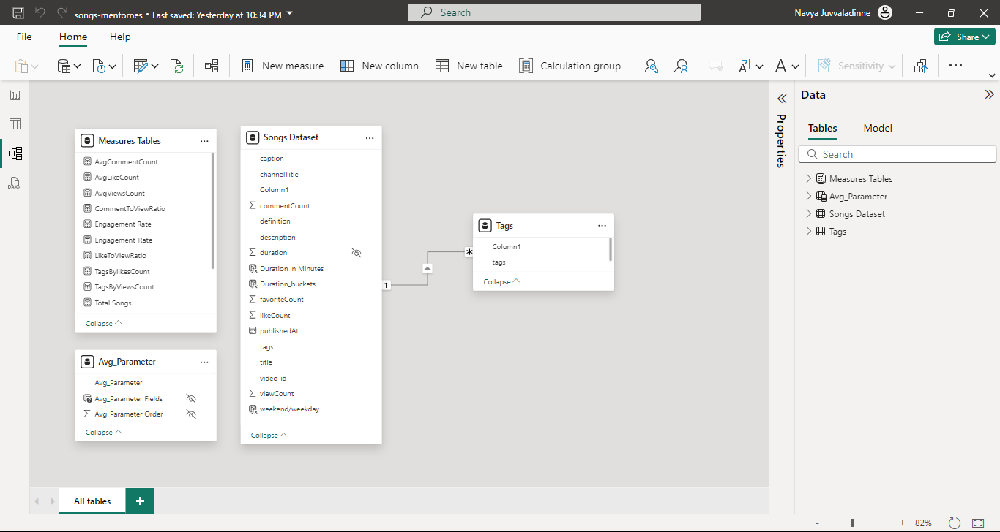 songs-mentornes • Last saved: Yesterday at 10:34 PM
Search
Navya Juvvaladinne
File
Home
Help
Share
New measure
New column
New table
Calculation group
Sensitivity
DAX
Measures Tables
AvgCommentCount
AvgLikeCount
AvgViewsCount
CommentToViewRatio
Engagement Rate
Engagement_Rate
LikeToViewRatio
TagsBylikesCount
TagsByViewsCount
Total Songs
Collapse
Avg_Parameter
Avg_Parameter
Avg_Parameter Fields
Avg_Parameter Order
Collapse
Songs Dataset
caption
channelTitle
Column1
commentCount
definition
description
duration
Duration In Minutes
Duration_buckets
favoriteCount
likeCount
publishedAt
tags
title
video_id
viewCount
weekend/weekday
Collapse
1
*
Tags
Column1
tags
Collapse
Properties
Data
Tables
Model
Search
Measures Tables
Avg_Parameter
Songs Dataset
Tags
All tables
+
- + 82%